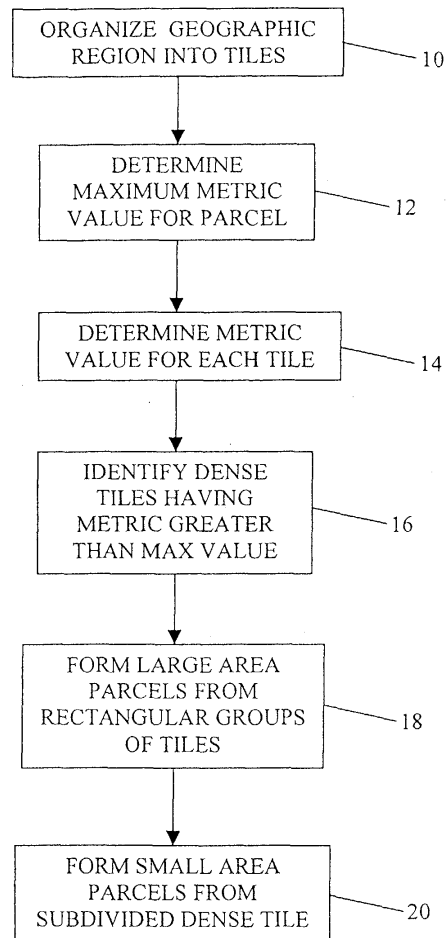 ORGANIZE GEOGRAPHIC
REGION INTO TILES
10
DETERMINE
MAXIMUM METRIC
VALUE FOR PARCEL
12
DETERMINE METRIC
VALUE FOR EACH TILE
14
IDENTIFY DENSE
TILES HAVING
METRIC GREATER
THAN MAX VALUE
16
FORM LARGE AREA
PARCELS FROM
RECTANGULAR GROUPS
OF TILES
18
FORM SMALL AREA
PARCELS FROM
SUBDIVIDED DENSE TILE
20